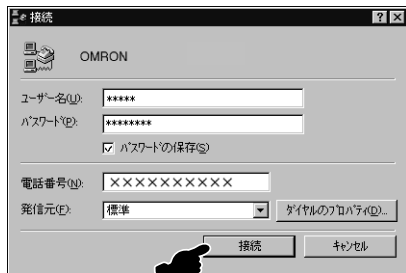 接続
OMRON
ユーザー名(U): *****
パスワード(P): ********
パスワードの保存(S)
電話番号(N): ××××××××××
発信元(F): 標準 ダイヤルのプロパティ(D)...
接続 キャンセル